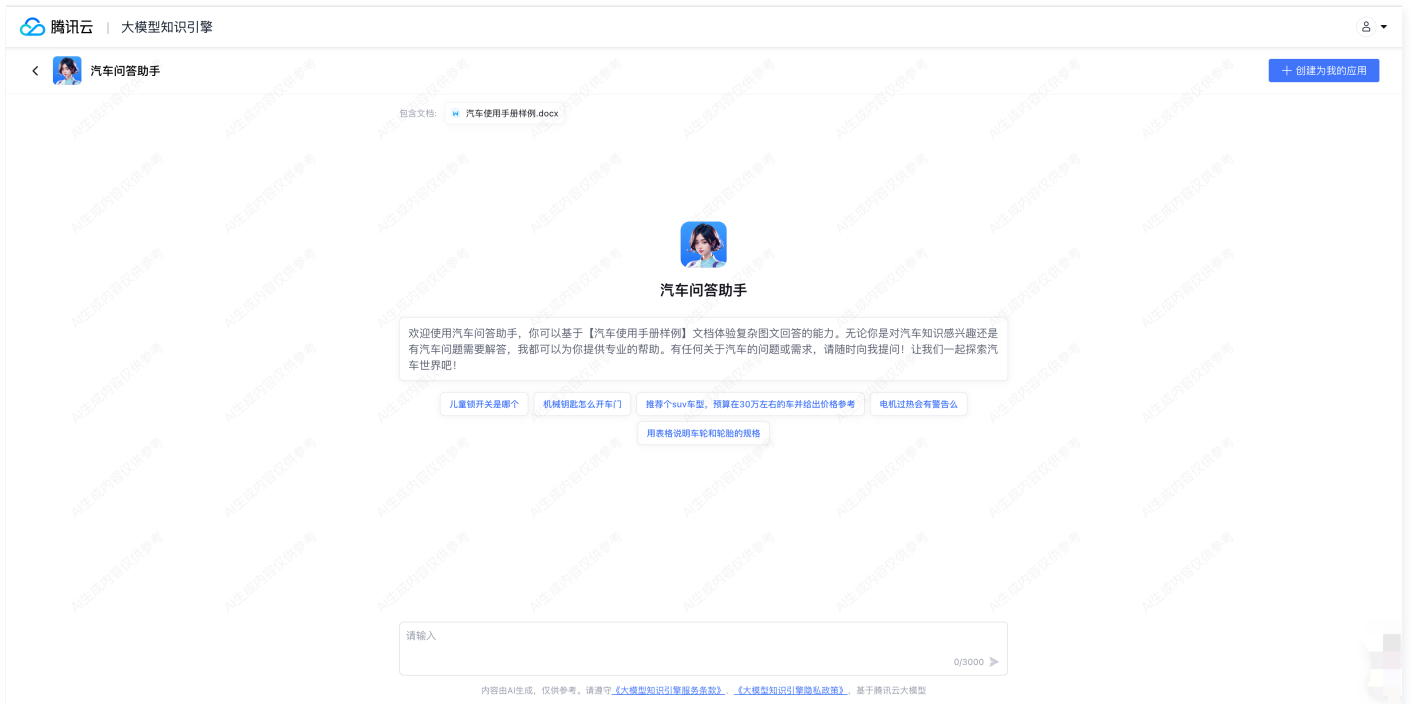 腾讯云 | 大模型知识引擎
汽车问答助手
+ 创建为我的应用
包含文档: 汽车使用手册样例.docx
汽车问答助手
欢迎使用汽车问答助手，你可以基于【汽车使用手册样例】文档体验复杂图文回答的能力。无论你是对汽车知识感兴趣还是
有汽车问题需要解答，我都可以为你提供专业的帮助。有任何关于汽车的问题或需求，请随时向我提问！让我们一起探索汽
车世界吧！
儿童锁开关是哪个 机械钥匙怎么开车门 推荐个suv车型，预算在30万左右的车并给出价格参考 电机过热会有警告么
用表格说明车轮和轮胎的规格
请输入
0/3000
内容由AI生成，仅供参考。请遵守《大模型知识引擎服务条款》、《大模型知识引擎隐私政策》，基于腾讯云大模型
AI生成内容仅供参考